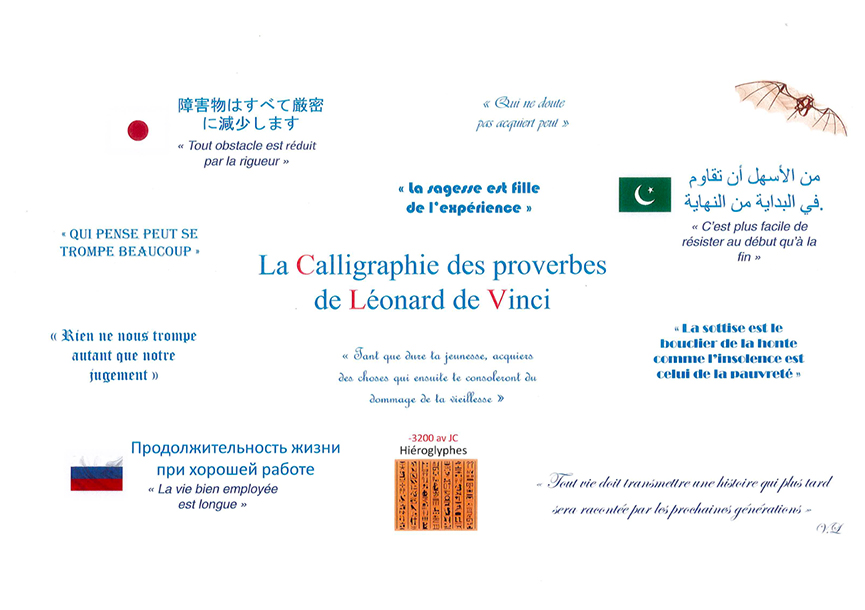 障害物はすべて厳密
に減少します
« Tout obstacle est réduit
par la rigueur »
« Qui ne doute
pas acquiert peut »
« La sagesse est fille
de l'expérience »
من الأسهل أن تقاوم
في البداية من النهاية.
« C'est plus facile de
résister au début qu'à la
fin »
« QUI PENSE PEUT SE
TROMPE BEAUCOUP »
La Calligraphie des proverbes
de Léonard de Vinci
« Rien ne nous trompe
autant que notre
jugement »
« Tant que dure la jeunesse, acquiers
des choses qui ensuite te consoleront du
dommage de ta vieillesse »
« La sottise est le
bouclier de la honte
comme l'insolence est
celui de la pauvreté »
Продолжительность жизни
при хорошей работе
« La vie bien employée
est longue »
-3200 av JC
Hiéroglyphes
« Tout vie doit transmettre une histoire qui plus tard
sera racontée par les prochaines générations »
V.L